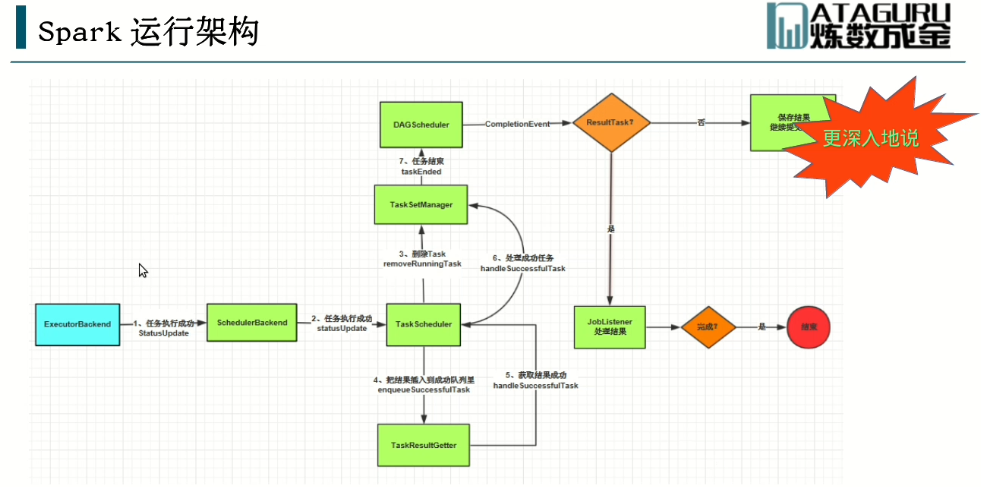 Spark 运行架构
ATAGURU
炼数成金
DAGScheduler
CompletionEvent
ResultTask?
否
保存结果
更深入地说
7、任务结束
taskEnded
TaskSetManager
3、删除Task
removeRunningTask
6、处理成功任务
handleSuccessfulTask
是
ExecutorBackend
1、任务执行成功
StatusUpdate
SchedulerBackend
2、任务执行成功
statusUpdate
TaskScheduler
JobListener
处理结果
完成?
是
结束
4、把结果插入到成功队列里
enqueueSuccessfulTask
5、获取结果成功
handleSuccessfulTask
TaskResultGetter